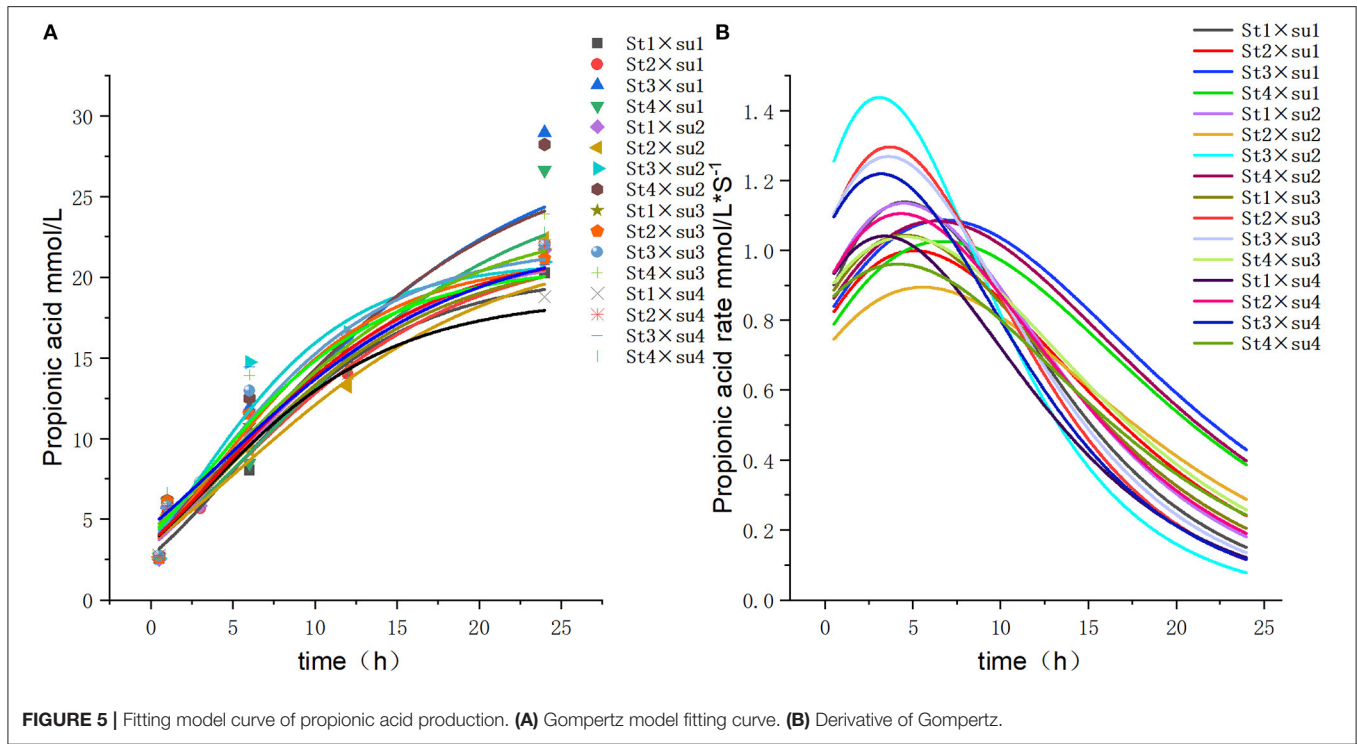 A
Propionic acid mmol/L
30
25
20
15
10
5
0
0 5 10 15 20 25
time（h）
St1×su1
St2×su1
St3×su1
St4×su1
St1×su2
St2×su2
St3×su2
St4×su2
St1×su3
St2×su3
St3×su3
St4×su3
St1×su4
St2×su4
St3×su4
St4×su4
B
Propionic acid rate mmol/L*S⁻¹
1.4
1.2
1.0
0.8
0.6
0.4
0.2
0.0
0 5 10 15 20 25
time（h）
St1×su1
St2×su1
St3×su1
St4×su1
St1×su2
St2×su2
St3×su2
St4×su2
St1×su3
St2×su3
St3×su3
St4×su3
St1×su4
St2×su4
St3×su4
St4×su4
FIGURE 5 | Fitting model curve of propionic acid production. (A) Gompertz model fitting curve. (B) Derivative of Gompertz.